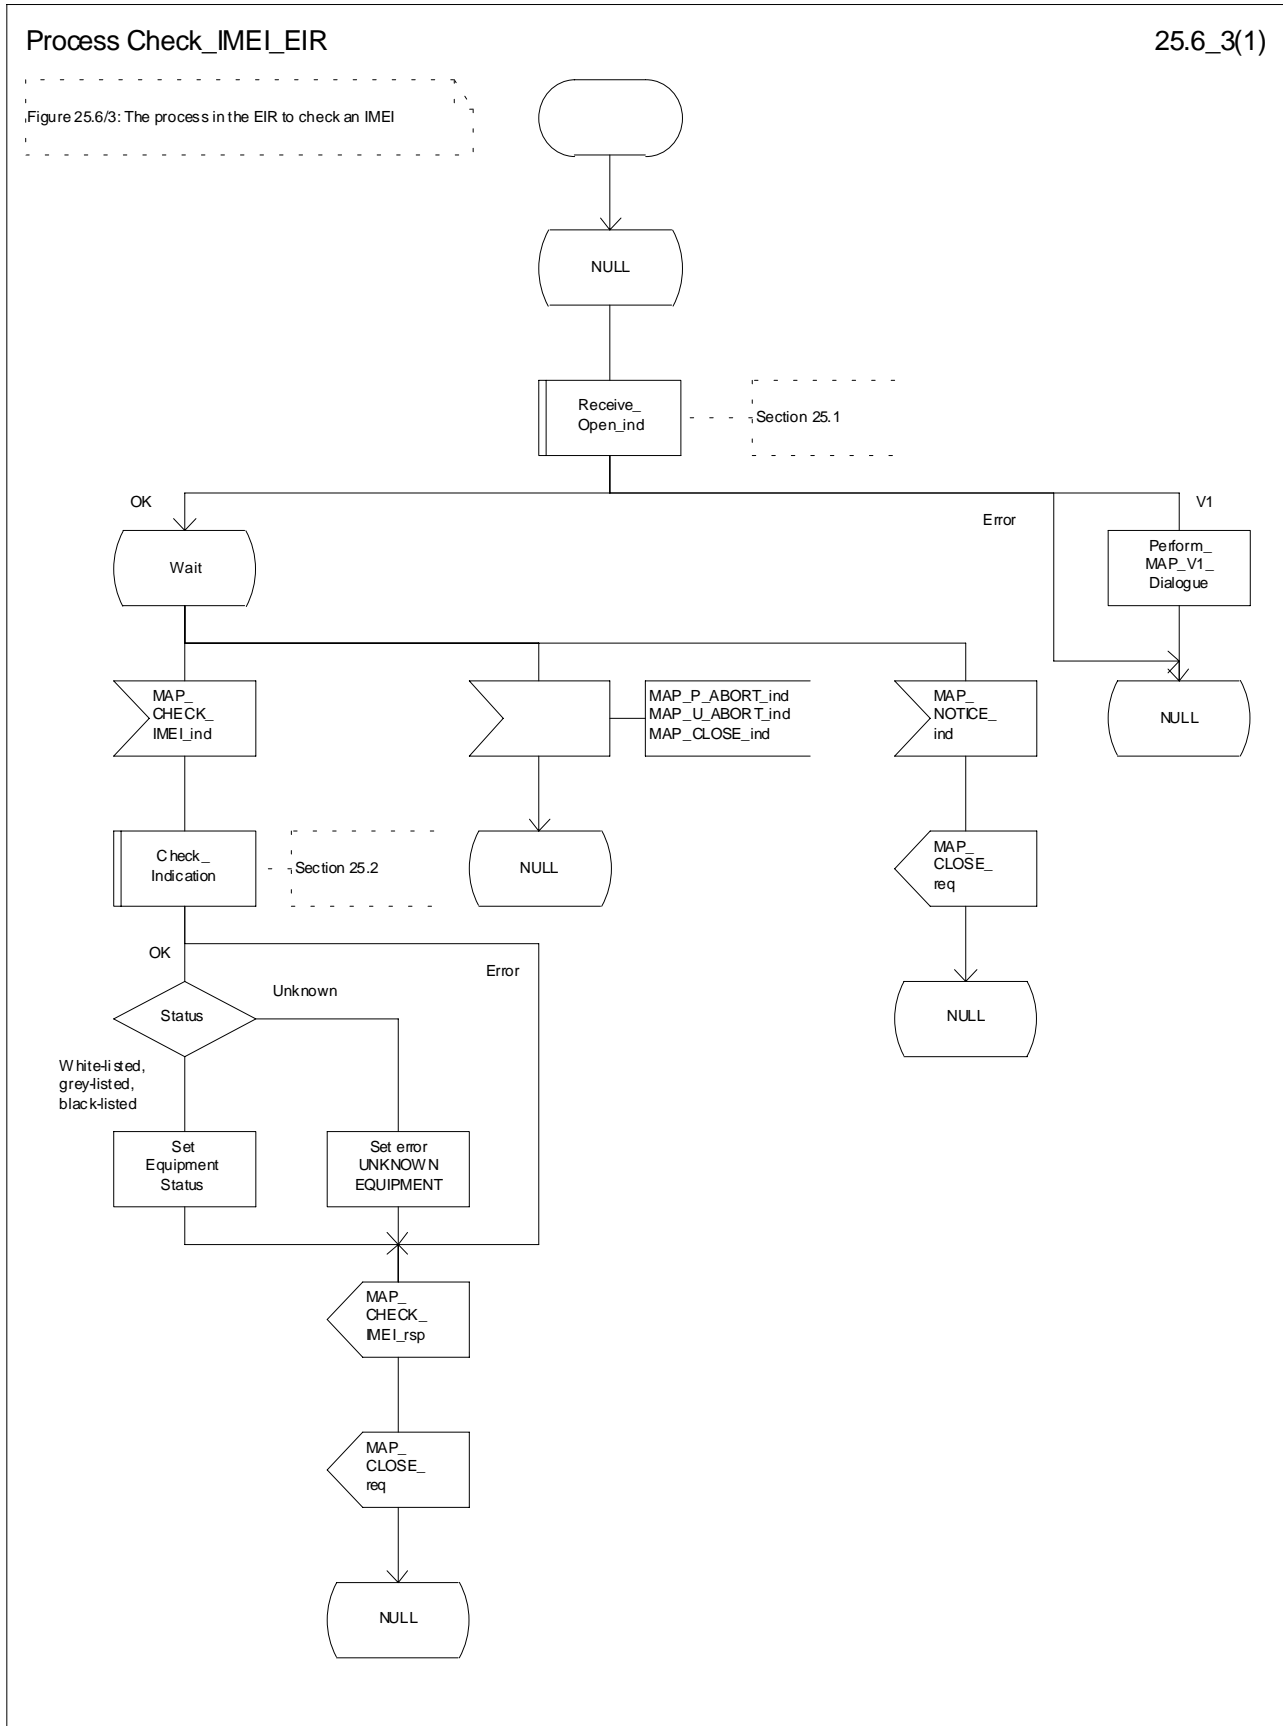 Process Check_IMEI_EIR
25.6_3(1)
Figure 25.6/3: The process in the EIR to check an IMEI
NULL
Receive_
Open_ind
Section 25.1
OK
Error
V1
Wait
Perform_
MAP_V1_
Dialogue
MAP_
CHECK_
IMEI_ind
MAP_P_ABORT_ind
MAP_U_ABORT_ind
MAP_CLOSE_ind
MAP_
NOTICE_
ind
NULL
Check_
Indication
Section 25.2
NULL
MAP_
CLOSE_
req
OK
Error
Unknown
Status
NULL
White-listed,
grey-listed,
black-listed
Set
Equipment
Status
Set error
UNKNOWN
EQUIPMENT
MAP_
CHECK_
IMEI_rsp
MAP_
CLOSE_
req
NULL